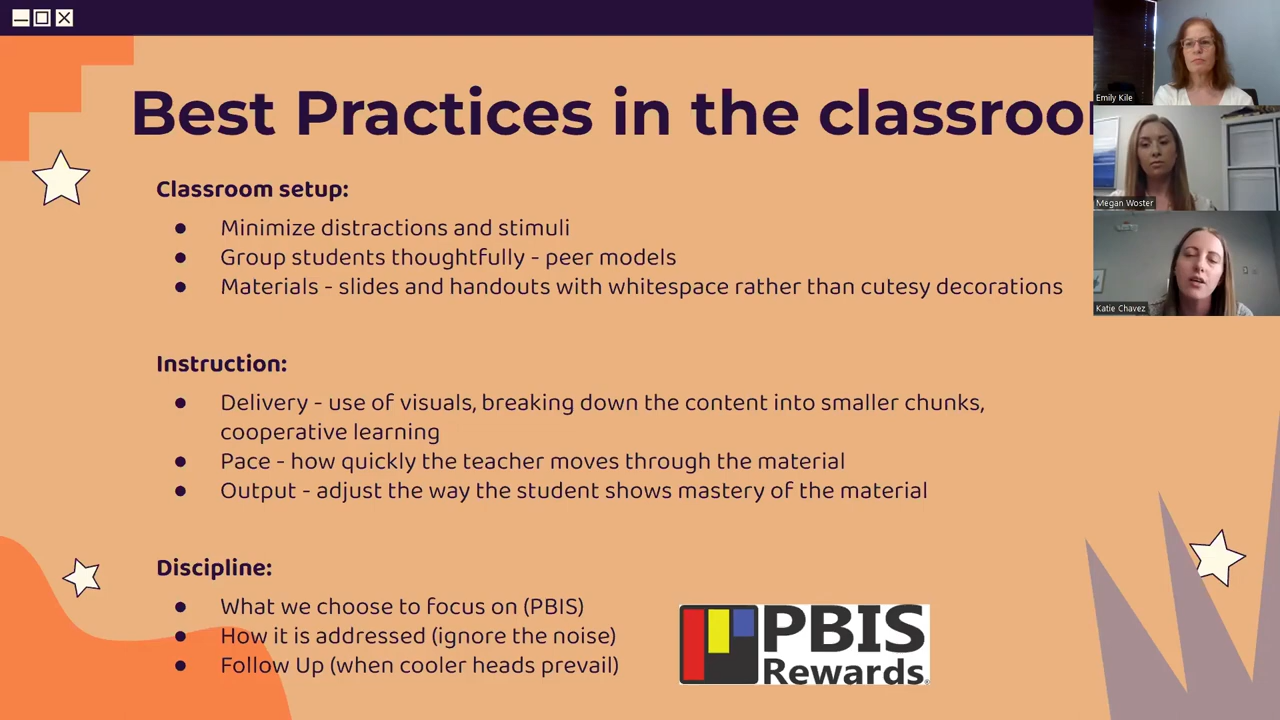 Best Practices in the classroo
Classroom setup:
● Minimize distractions and stimuli
● Group students thoughtfully - peer models
● Materials - slides and handouts with whitespace rather than cutesy decorations
Instruction:
● Delivery - use of visuals, breaking down the content into smaller chunks,
cooperative learning
● Pace - how quickly the teacher moves through the material
● Output - adjust the way the student shows mastery of the material
Discipline:
● What we choose to focus on (PBIS)
● How it is addressed (ignore the noise)
● Follow Up (when cooler heads prevail)
PBIS
Rewards®
Emily Kile
Megan Woster
Katie Chavez